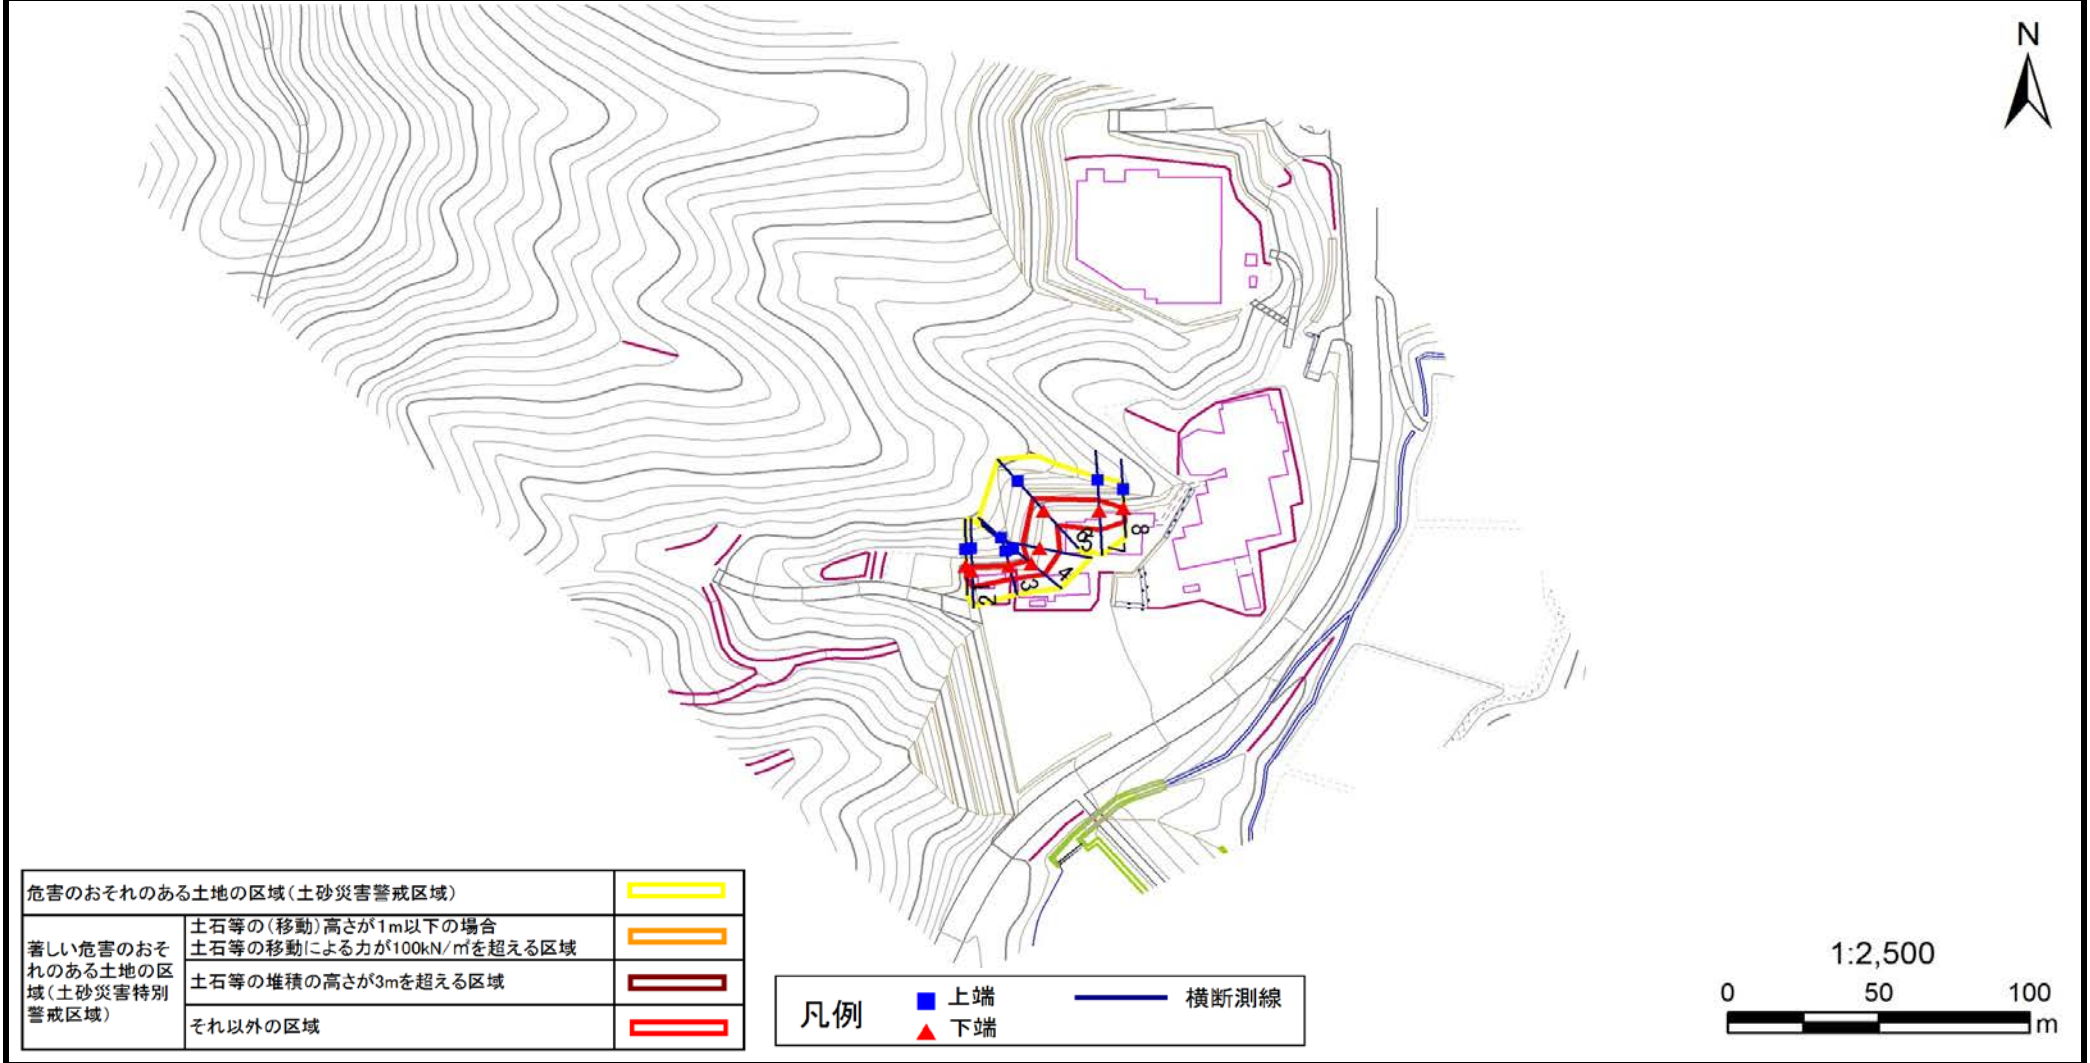 N
8
6
5
7
4
3
1
2
危害のおそれのある土地の区域(土砂災害警戒区域)
著しい危害のおそ
れのある土地の区
域(土砂災害特別
警戒区域)
土石等の(移動)高さが1m以下の場合
土石等の移動による力が100kN/㎡を超える区域
土石等の堆積の高さが3mを超える区域
それ以外の区域
凡例
上端
下端
横断測線
1:2,500
0 50 100
m